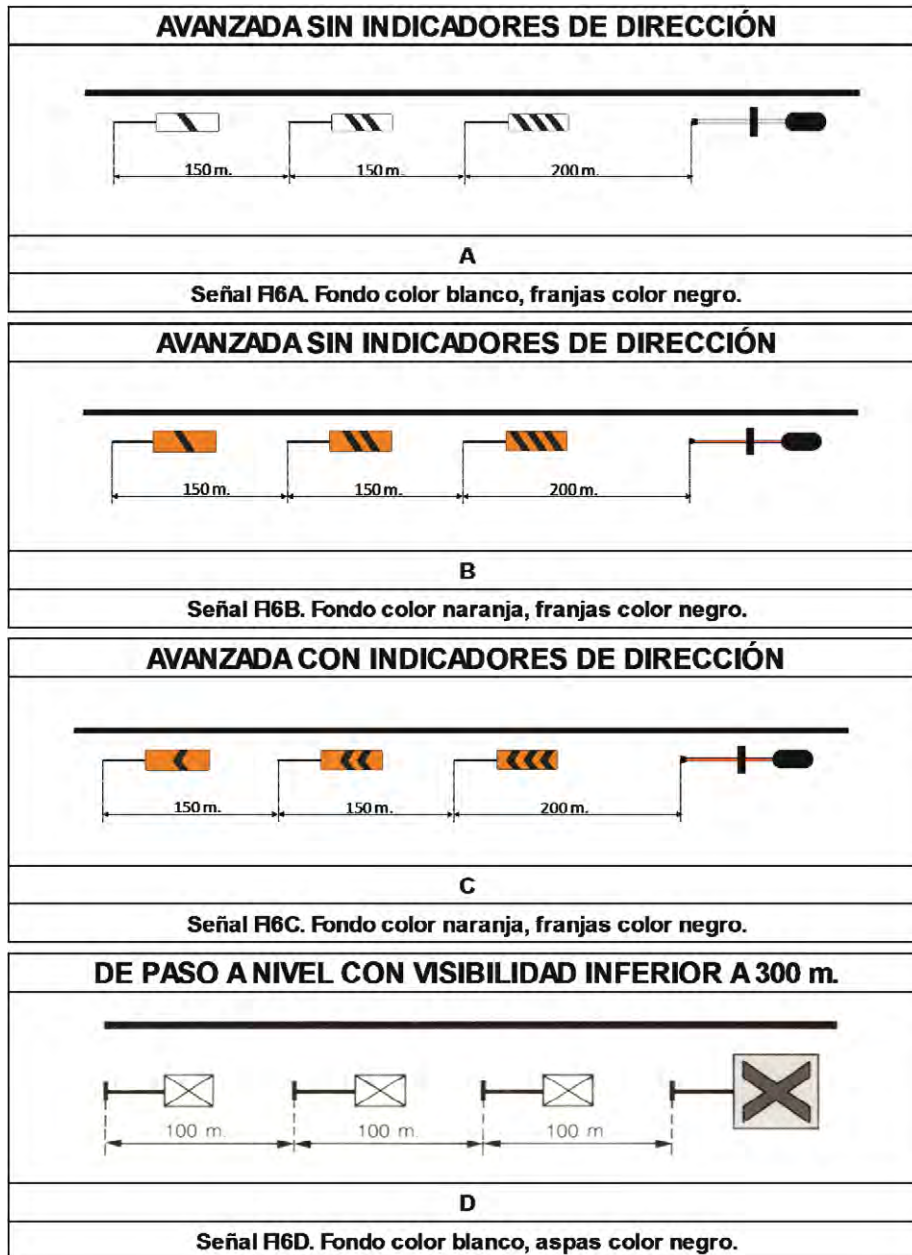 AVANZADA SIN INDICADORES DE DIRECCIÓN
150 m. 150 m. 200 m.
A
Señal FI6A. Fondo color blanco, franjas color negro.
AVANZADA SIN INDICADORES DE DIRECCIÓN
150 m. 150 m. 200 m.
B
Señal FI6B. Fondo color naranja, franjas color negro.
AVANZADA CON INDICADORES DE DIRECCIÓN
150 m. 150 m. 200 m.
C
Señal FI6C. Fondo color naranja, franjas color negro.
DE PASO A NIVEL CON VISIBILIDAD INFERIOR A 300 m.
100 m. 100 m. 100 m.
D
Señal FI6D. Fondo color blanco, aspas color negro.